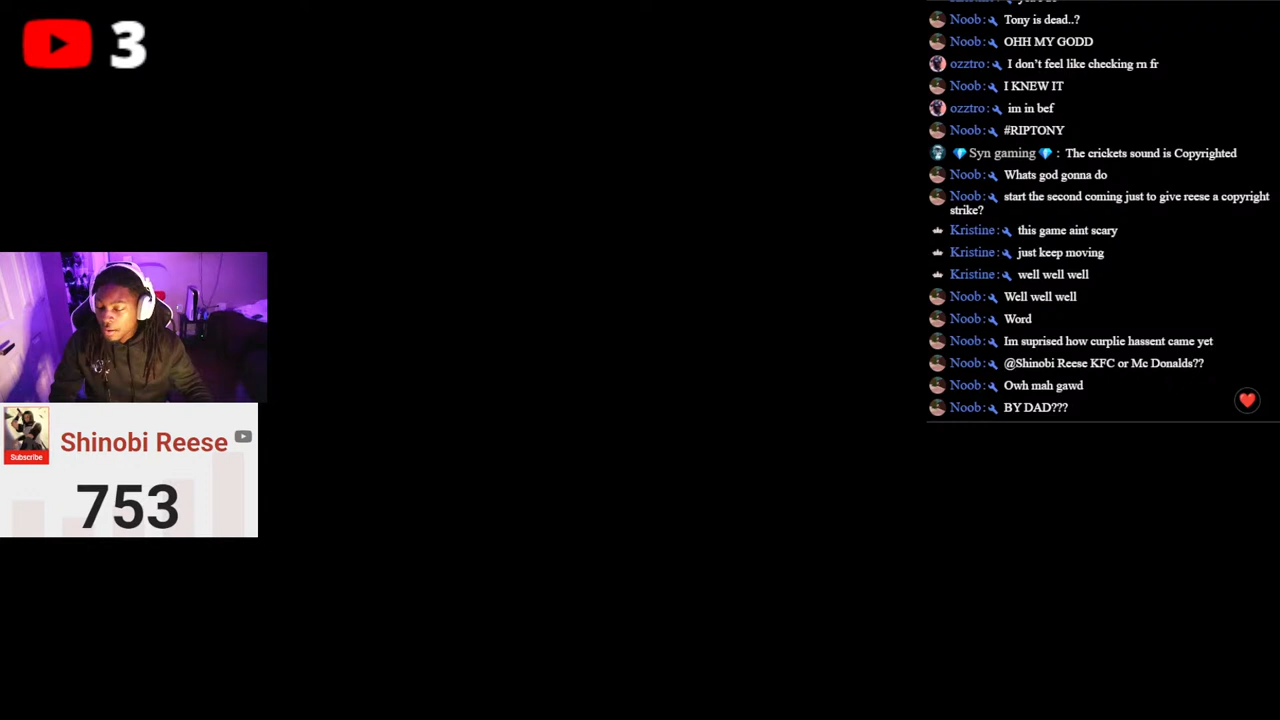 3
Noob: Tony is dead..?
Noob: OHH MY GODD
ozztro: I don't feel like checking rn fr
Noob: I KNEW IT
ozztro: im in bef
Noob: #RIPTONY
💎Syn gaming💎: The crickets sound is Copyrighted
Noob: Whats god gonna do
Noob: start the second coming just to give reese a copyright
strike?
Kristine: this game aint scary
Kristine: just keep moving
Kristine: well well well
Noob: Well well well
Noob: Word
Noob: Im suprised how curplie hassent came yet
Noob: @Shinobi Reese KFC or Mc Donalds??
Noob: Owh mah gawd
Noob: BY DAD???
Shinobi Reese
Subscribe
753